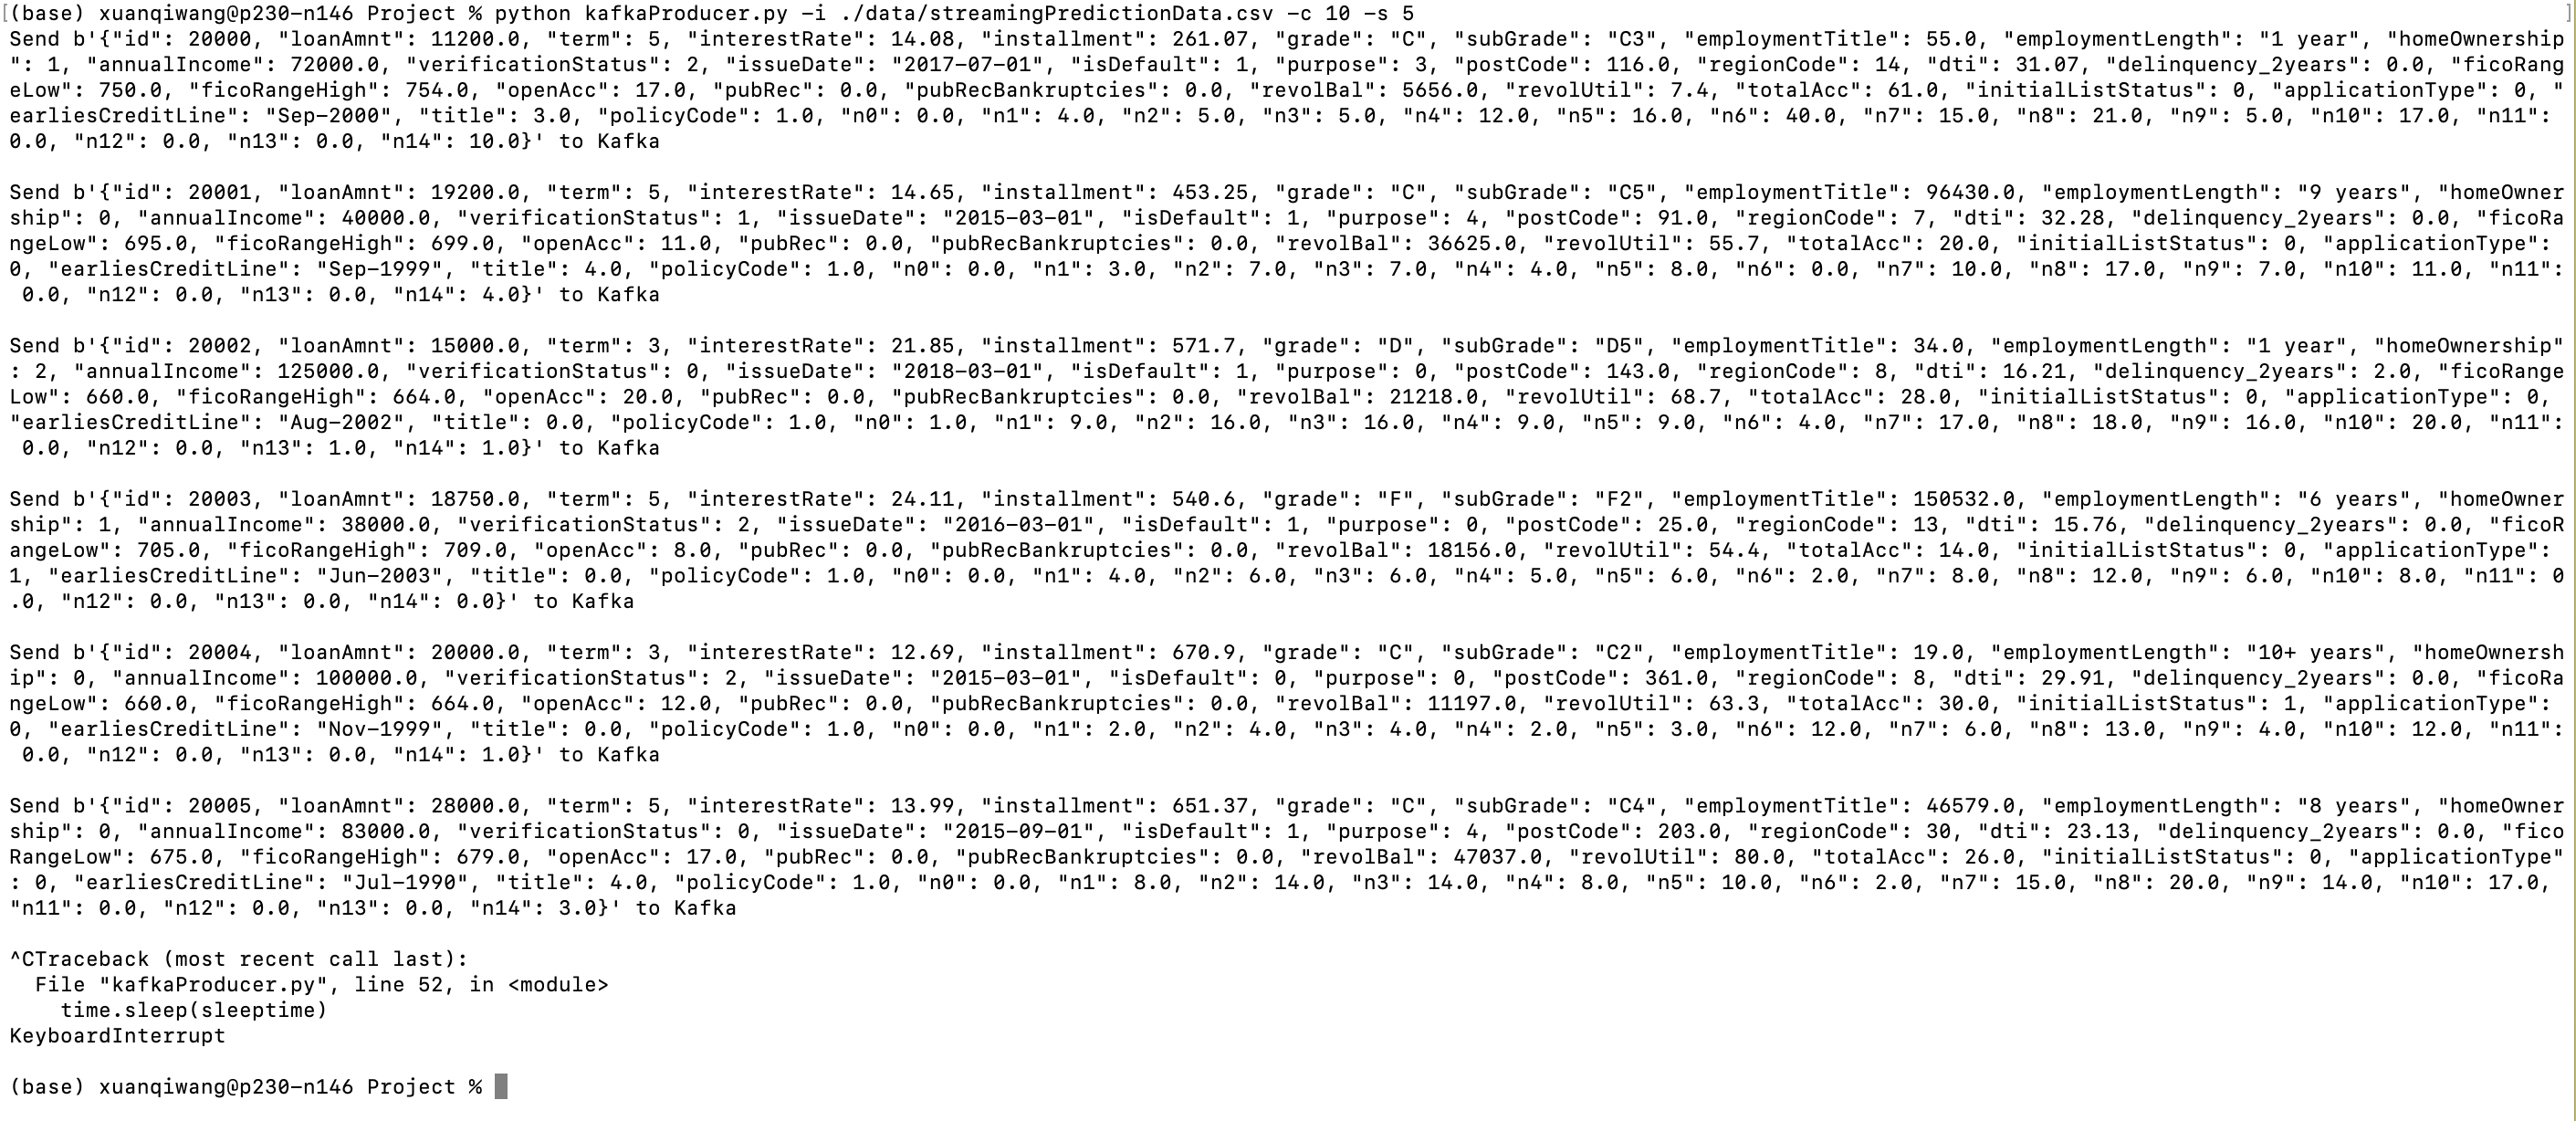 [(base) xuanqiwang@p230-n146 Project % python kafkaProducer.py -i ./data/streamingPredictionData.csv -c 10 -s 5 ]
Send b'{"id": 20000, "loanAmnt": 11200.0, "term": 5, "interestRate": 14.08, "installment": 261.07, "grade": "C", "subGrade": "C3", "employmentTitle": 55.0, "employmentLength": "1 year", "homeOwnership
": 1, "annualIncome": 72000.0, "verificationStatus": 2, "issueDate": "2017-07-01", "isDefault": 1, "purpose": 3, "postCode": 116.0, "regionCode": 14, "dti": 31.07, "delinquency_2years": 0.0, "ficoRang
eLow": 750.0, "ficoRangeHigh": 754.0, "openAcc": 17.0, "pubRec": 0.0, "pubRecBankruptcies": 0.0, "revolBal": 5656.0, "revolUtil": 7.4, "totalAcc": 61.0, "initialListStatus": 0, "applicationType": 0, "
earliesCreditLine": "Sep-2000", "title": 3.0, "policyCode": 1.0, "n0": 0.0, "n1": 4.0, "n2": 5.0, "n3": 5.0, "n4": 12.0, "n5": 16.0, "n6": 40.0, "n7": 15.0, "n8": 21.0, "n9": 5.0, "n10": 17.0, "n11":
0.0, "n12": 0.0, "n13": 0.0, "n14": 10.0}' to Kafka
Send b'{"id": 20001, "loanAmnt": 19200.0, "term": 5, "interestRate": 14.65, "installment": 453.25, "grade": "C", "subGrade": "C5", "employmentTitle": 96430.0, "employmentLength": "9 years", "homeOwner
ship": 0, "annualIncome": 40000.0, "verificationStatus": 1, "issueDate": "2015-03-01", "isDefault": 1, "purpose": 4, "postCode": 91.0, "regionCode": 7, "dti": 32.28, "delinquency_2years": 0.0, "ficoRa
ngeLow": 695.0, "ficoRangeHigh": 699.0, "openAcc": 11.0, "pubRec": 0.0, "pubRecBankruptcies": 0.0, "revolBal": 36625.0, "revolUtil": 55.7, "totalAcc": 20.0, "initialListStatus": 0, "applicationType":
0, "earliesCreditLine": "Sep-1999", "title": 4.0, "policyCode": 1.0, "n0": 0.0, "n1": 3.0, "n2": 7.0, "n3": 7.0, "n4": 4.0, "n5": 8.0, "n6": 0.0, "n7": 10.0, "n8": 17.0, "n9": 7.0, "n10": 11.0, "n11":
 0.0, "n12": 0.0, "n13": 0.0, "n14": 4.0}' to Kafka
Send b'{"id": 20002, "loanAmnt": 15000.0, "term": 3, "interestRate": 21.85, "installment": 571.7, "grade": "D", "subGrade": "D5", "employmentTitle": 34.0, "employmentLength": "1 year", "homeOwnership"
: 2, "annualIncome": 125000.0, "verificationStatus": 0, "issueDate": "2018-03-01", "isDefault": 1, "purpose": 0, "postCode": 143.0, "regionCode": 8, "dti": 16.21, "delinquency_2years": 2.0, "ficoRange
Low": 660.0, "ficoRangeHigh": 664.0, "openAcc": 20.0, "pubRec": 0.0, "pubRecBankruptcies": 0.0, "revolBal": 21218.0, "revolUtil": 68.7, "totalAcc": 28.0, "initialListStatus": 0, "applicationType": 0,
"earliesCreditLine": "Aug-2002", "title": 0.0, "policyCode": 1.0, "n0": 1.0, "n1": 9.0, "n2": 16.0, "n3": 16.0, "n4": 9.0, "n5": 9.0, "n6": 4.0, "n7": 17.0, "n8": 18.0, "n9": 16.0, "n10": 20.0, "n11":
 0.0, "n12": 0.0, "n13": 1.0, "n14": 1.0}' to Kafka
Send b'{"id": 20003, "loanAmnt": 18750.0, "term": 5, "interestRate": 24.11, "installment": 540.6, "grade": "F", "subGrade": "F2", "employmentTitle": 150532.0, "employmentLength": "6 years", "homeOwner
ship": 1, "annualIncome": 38000.0, "verificationStatus": 2, "issueDate": "2016-03-01", "isDefault": 1, "purpose": 0, "postCode": 25.0, "regionCode": 13, "dti": 15.76, "delinquency_2years": 0.0, "ficoR
angeLow": 705.0, "ficoRangeHigh": 709.0, "openAcc": 8.0, "pubRec": 0.0, "pubRecBankruptcies": 0.0, "revolBal": 18156.0, "revolUtil": 54.4, "totalAcc": 14.0, "initialListStatus": 0, "applicationType":
1, "earliesCreditLine": "Jun-2003", "title": 0.0, "policyCode": 1.0, "n0": 0.0, "n1": 4.0, "n2": 6.0, "n3": 6.0, "n4": 5.0, "n5": 6.0, "n6": 2.0, "n7": 8.0, "n8": 12.0, "n9": 6.0, "n10": 8.0, "n11": 0
.0, "n12": 0.0, "n13": 0.0, "n14": 0.0}' to Kafka
Send b'{"id": 20004, "loanAmnt": 20000.0, "term": 3, "interestRate": 12.69, "installment": 670.9, "grade": "C", "subGrade": "C2", "employmentTitle": 19.0, "employmentLength": "10+ years", "homeOwnersh
ip": 0, "annualIncome": 100000.0, "verificationStatus": 2, "issueDate": "2015-03-01", "isDefault": 0, "purpose": 0, "postCode": 361.0, "regionCode": 8, "dti": 29.91, "delinquency_2years": 0.0, "ficoRa
ngeLow": 660.0, "ficoRangeHigh": 664.0, "openAcc": 12.0, "pubRec": 0.0, "pubRecBankruptcies": 0.0, "revolBal": 11197.0, "revolUtil": 63.3, "totalAcc": 30.0, "initialListStatus": 1, "applicationType":
0, "earliesCreditLine": "Nov-1999", "title": 0.0, "policyCode": 1.0, "n0": 0.0, "n1": 2.0, "n2": 4.0, "n3": 4.0, "n4": 2.0, "n5": 3.0, "n6": 12.0, "n7": 6.0, "n8": 13.0, "n9": 4.0, "n10": 12.0, "n11":
 0.0, "n12": 0.0, "n13": 0.0, "n14": 1.0}' to Kafka
Send b'{"id": 20005, "loanAmnt": 28000.0, "term": 5, "interestRate": 13.99, "installment": 651.37, "grade": "C", "subGrade": "C4", "employmentTitle": 46579.0, "employmentLength": "8 years", "homeOwner
ship": 0, "annualIncome": 83000.0, "verificationStatus": 0, "issueDate": "2015-09-01", "isDefault": 1, "purpose": 4, "postCode": 203.0, "regionCode": 30, "dti": 23.13, "delinquency_2years": 0.0, "fico
RangeLow": 675.0, "ficoRangeHigh": 679.0, "openAcc": 17.0, "pubRec": 0.0, "pubRecBankruptcies": 0.0, "revolBal": 47037.0, "revolUtil": 80.0, "totalAcc": 26.0, "initialListStatus": 0, "applicationType"
: 0, "earliesCreditLine": "Jul-1990", "title": 4.0, "policyCode": 1.0, "n0": 0.0, "n1": 8.0, "n2": 14.0, "n3": 14.0, "n4": 8.0, "n5": 10.0, "n6": 2.0, "n7": 15.0, "n8": 20.0, "n9": 14.0, "n10": 17.0,
"n11": 0.0, "n12": 0.0, "n13": 0.0, "n14": 3.0}' to Kafka
^CTraceback (most recent call last):
  File "kafkaProducer.py", line 52, in <module>
    time.sleep(sleeptime)
KeyboardInterrupt
(base) xuanqiwang@p230-n146 Project %